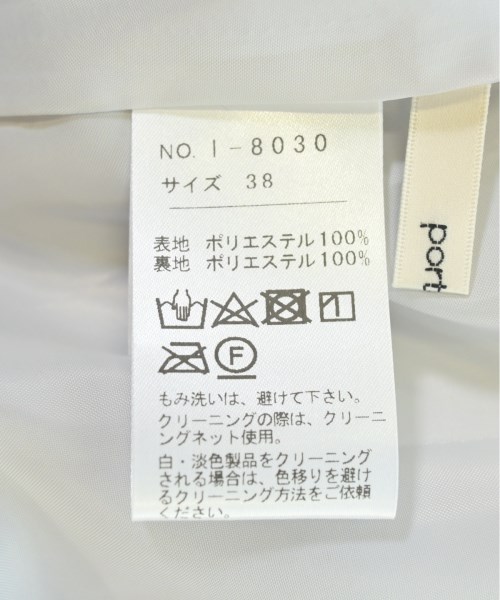 NO. I-8030
サイズ 38
表地 ポリエステル100%
裏地 ポリエステル100%
F
もみ洗いは、避けて下さい。
クリーニングの際は、クリーニ
ングネット使用。
白・淡色製品をクリーニング
される場合は、色移りを避け
るクリーニング方法をご依頼
ください。
port